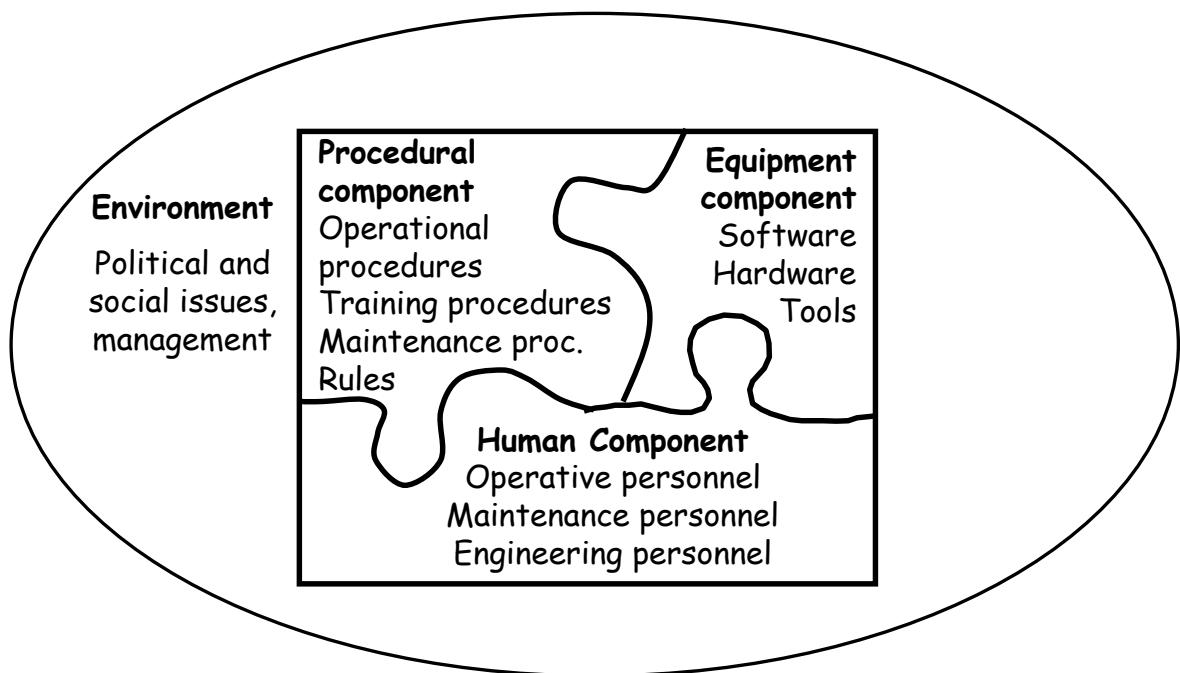 Environment
Political and
social issues,
management
Procedural
component
Operational
procedures
Training procedures
Maintenance proc.
Rules
Equipment
component
Software
Hardware
Tools
Human Component
Operative personnel
Maintenance personnel
Engineering personnel